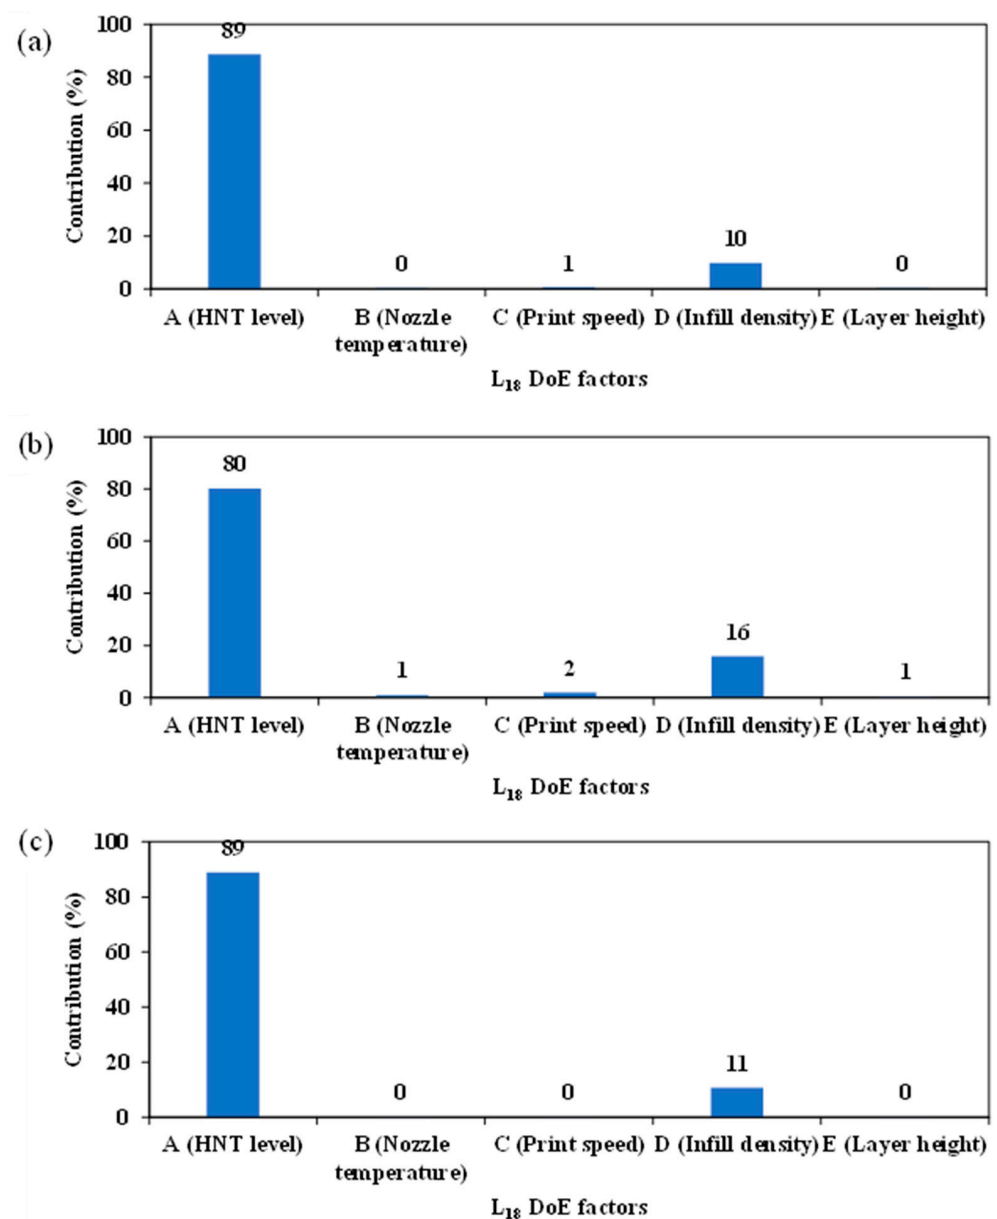 (a)
Contribution (%)
100
80
60
40
20
0
89
0
1
10
0
A (HNT level)
B (Nozzle
temperature)
C (Print speed)
D (Infill density)
E (Layer height)
L₁₈ DoE factors
(b)
Contribution (%)
100
80
60
40
20
0
80
1
2
16
1
A (HNT level)
B (Nozzle
temperature)
C (Print speed)
D (Infill density)
E (Layer height)
L₁₈ DoE factors
(c)
Contribution (%)
100
80
60
40
20
0
89
0
0
11
0
A (HNT level)
B (Nozzle
temperature)
C (Print speed)
D (Infill density)
E (Layer height)
L₁₈ DoE factors